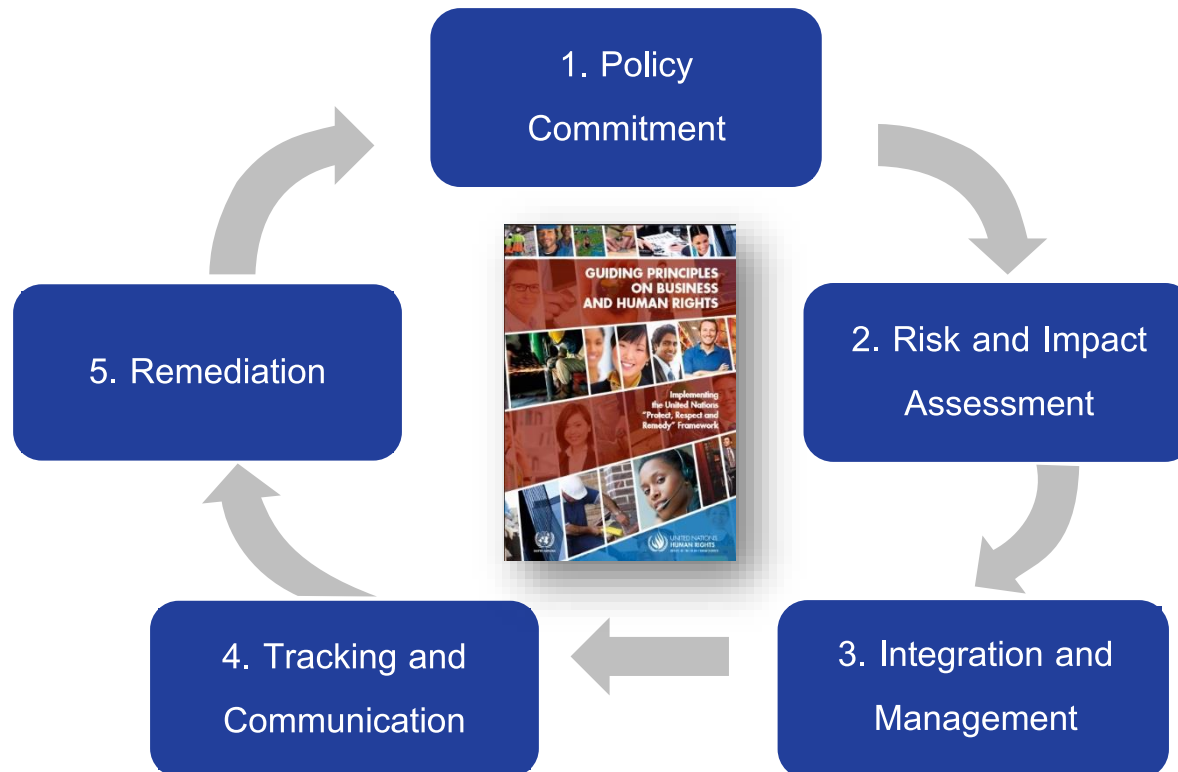 1. Policy
Commitment
2. Risk and Impact
Assessment
3. Integration and
Management
4. Tracking and
Communication
5. Remediation
GUIDING PRINCIPLES
ON BUSINESS
AND HUMAN RIGHTS
Implementing
the United Nations
"Protect, Respect and
Remedy" Framework
UNITED NATIONS
HUMAN RIGHTS